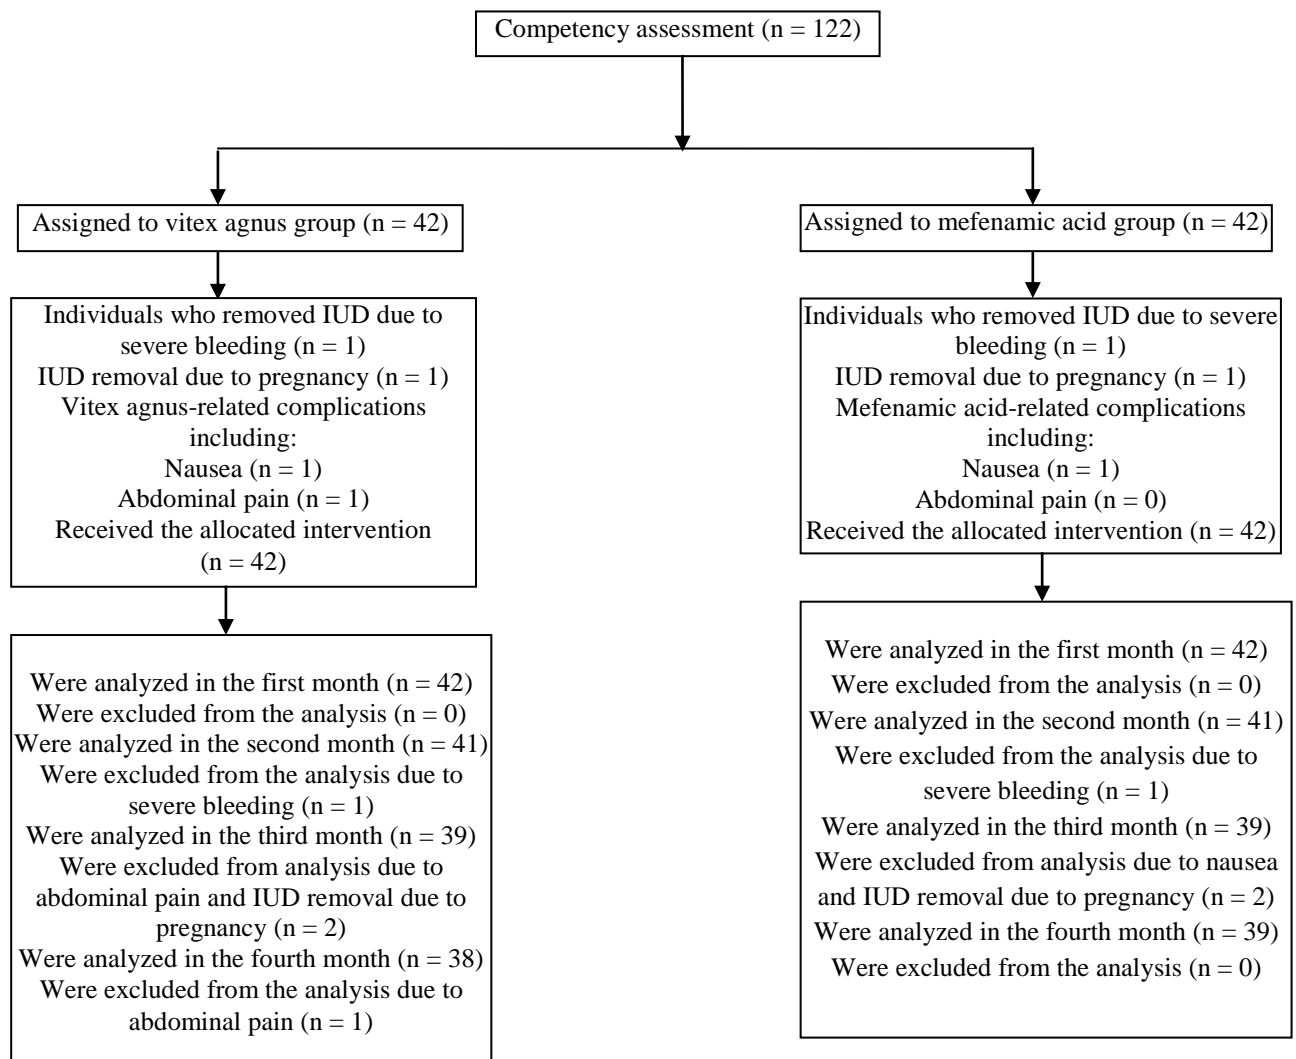 Competency assessment (n = 122)
Assigned to vitex agnus group (n = 42)
Assigned to mefenamic acid group (n = 42)
Individuals who removed IUD due to
severe bleeding (n = 1)
IUD removal due to pregnancy (n = 1)
Vitex agnus-related complications
including:
Nausea (n = 1)
Abdominal pain (n = 1)
Received the allocated intervention
(n = 42)
Individuals who removed IUD due to severe
bleeding (n = 1)
IUD removal due to pregnancy (n = 1)
Mefenamic acid-related complications
including:
Nausea (n = 1)
Abdominal pain (n = 0)
Received the allocated intervention (n = 42)
Were analyzed in the first month (n = 42)
Were excluded from the analysis (n = 0)
Were analyzed in the second month (n = 41)
Were excluded from the analysis due to
severe bleeding (n = 1)
Were analyzed in the third month (n = 39)
Were excluded from analysis due to
abdominal pain and IUD removal due to
pregnancy (n = 2)
Were analyzed in the fourth month (n = 38)
Were excluded from the analysis due to
abdominal pain (n = 1)
Were analyzed in the first month (n = 42)
Were excluded from the analysis (n = 0)
Were analyzed in the second month (n = 41)
Were excluded from the analysis due to
severe bleeding (n = 1)
Were analyzed in the third month (n = 39)
Were excluded from analysis due to nausea
and IUD removal due to pregnancy (n = 2)
Were analyzed in the fourth month (n = 39)
Were excluded from the analysis (n = 0)